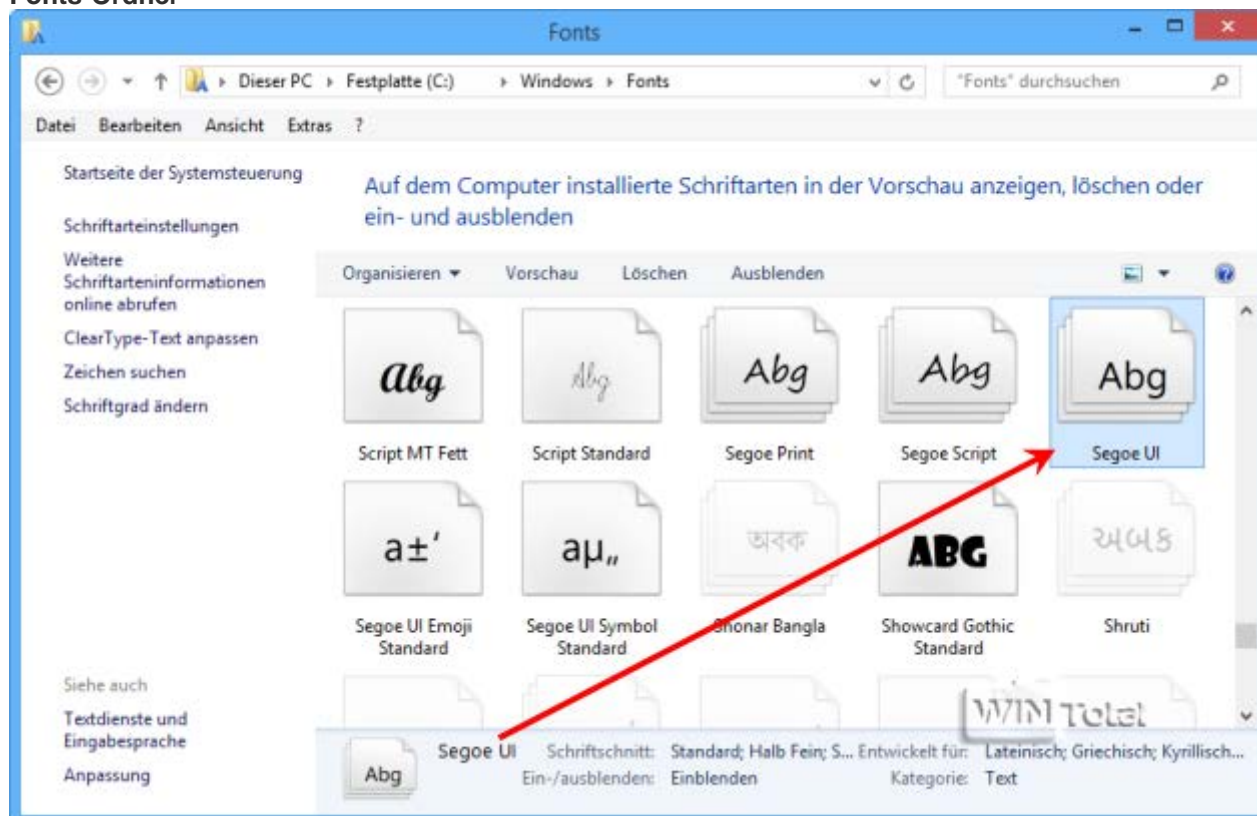 Fonts-Ordner
Fonts
Dieser PC Festplatte (C:) Windows Fonts
"Fonts" durchsuchen
Datei Bearbeiten Ansicht Extras ?
Startseite der Systemsteuerung
Schriftarteinstellungen
Weitere
Schriftarteninformationen
online abrufen
ClearType-Text anpassen
Zeichen suchen
Schriftgrad ändern
Siehe auch
Textdienste und
Eingabesprache
Anpassung
Auf dem Computer installierte Schriftarten in der Vorschau anzeigen, löschen oder
ein- und ausblenden
Organisieren Vorschau Löschen Ausblenden
Abg Abg Abg Abg Abg
Script MT Fett Script Standard Segoe Print Segoe Script Segoe UI
a±' aµ„ অবক ABG અબક
Segoe UI Emoji Segoe UI Symbol Shonar Bangla Showcard Gothic Shruti
Standard Standard Standard
WIN Total
Abg
Segoe UI Schriftschnitt: Standard; Halb Fein; S... Entwickelt für: Lateinisch; Griechisch; Kyrillisch...
Ein-/ausblenden: Einblenden Kategorie: Text